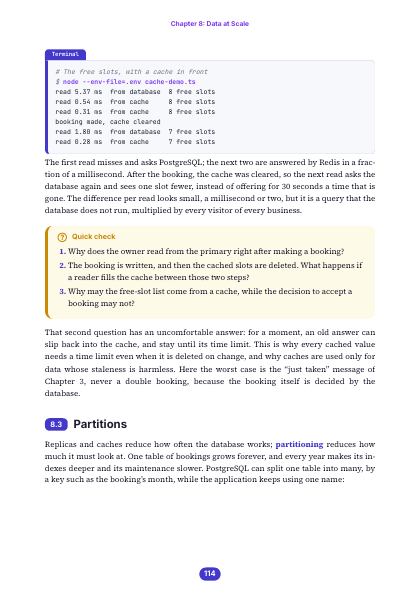 Chapter 8: Data at Scale
Terminal
# The free slots, with a cache in front
$ node --env-file=.env cache-demo.ts
read 5.37 ms  from database  8 free slots
read 0.54 ms  from cache     8 free slots
read 0.31 ms  from cache     8 free slots
booking made, cache cleared
read 1.80 ms  from database  7 free slots
read 0.28 ms  from cache     7 free slots
The first read misses and asks PostgreSQL; the next two are answered by Redis in a frac-
tion of a millisecond. After the booking, the cache was cleared, so the next read asks the
database again and sees one slot fewer, instead of offering for 30 seconds a time that is
gone. The difference per read looks small, a millisecond or two, but it is a query that the
database does not run, multiplied by every visitor of every business.
? Quick check
1. Why does the owner read from the primary right after making a booking?
2. The booking is written, and then the cached slots are deleted. What happens if
a reader fills the cache between those two steps?
3. Why may the free-slot list come from a cache, while the decision to accept a
booking may not?
That second question has an uncomfortable answer: for a moment, an old answer can
slip back into the cache, and stay until its time limit. This is why every cached value
needs a time limit even when it is deleted on change, and why caches are used only for
data whose staleness is harmless. Here the worst case is the “just taken” message of
Chapter 3, never a double booking, because the booking itself is decided by the
database.
8.3 Partitions
Replicas and caches reduce how often the database works; partitioning reduces how
much it must look at. One table of bookings grows forever, and every year makes its in-
dexes deeper and its maintenance slower. PostgreSQL can split one table into many, by
a key such as the booking’s month, while the application keeps using one name:
114